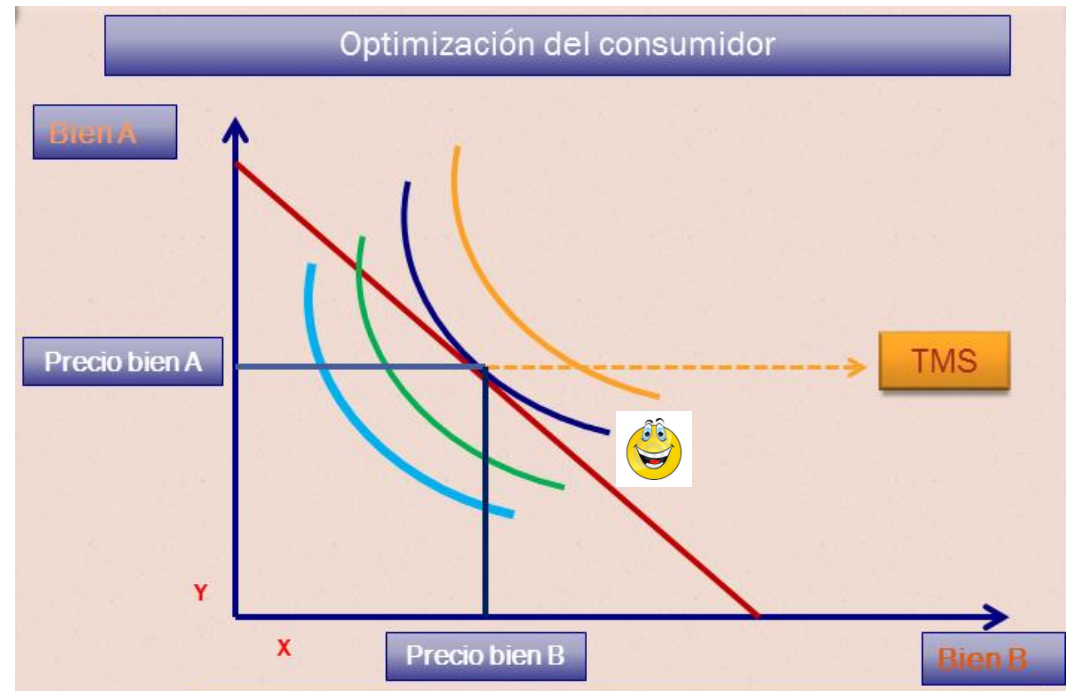 Optimización del consumidor
Bien A
Precio bien A
TMS
Y
X
Precio bien B
Bien B